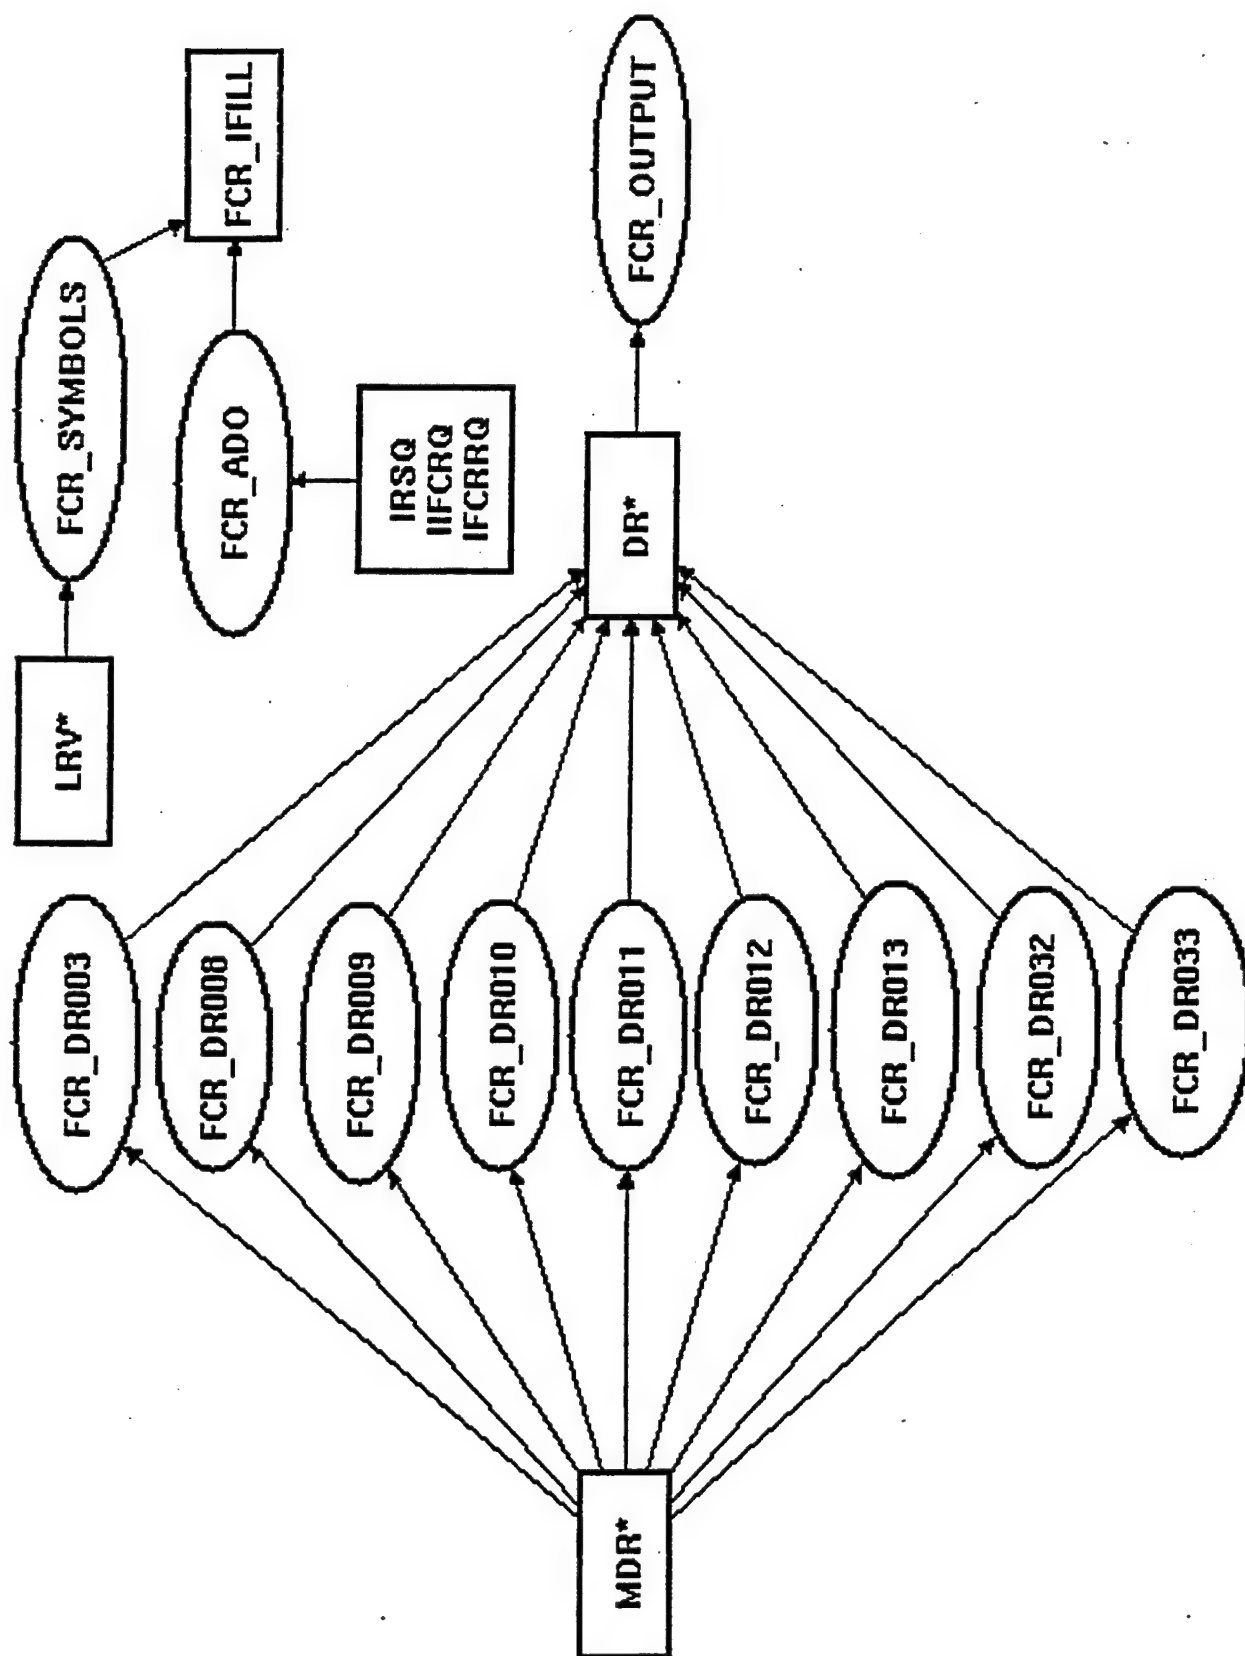 LRV*
FCR_SYMBOLS
FCR_IFILL
FCR_ADO
IRSQ
IIFCRQ
IFCRRQ
MDR*
FCR_DR003
FCR_DR008
FCR_DR009
FCR_DR010
FCR_DR011
FCR_DR012
FCR_DR013
FCR_DR032
FCR_DR033
DR*
FCR_OUTPUT